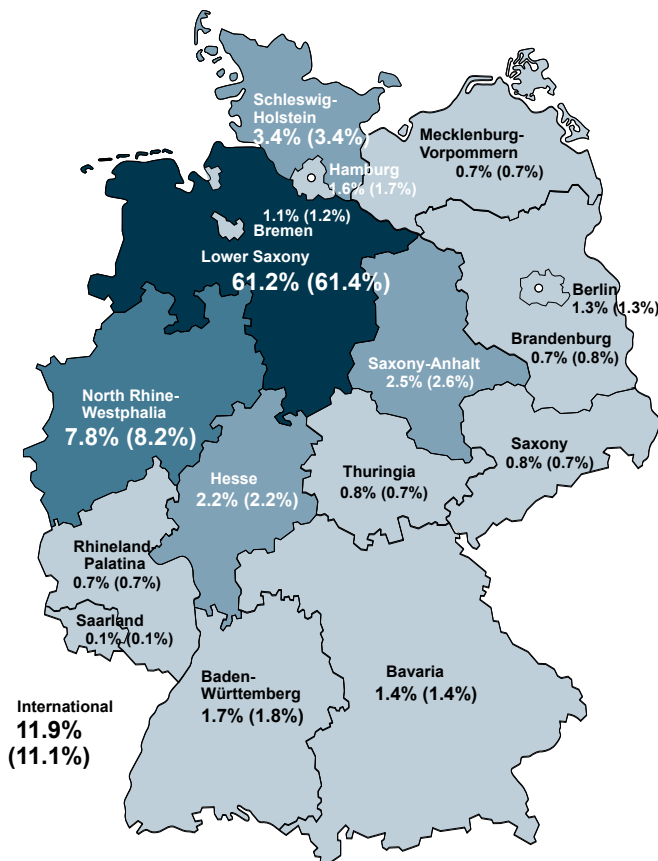 Schleswig-
Holstein
3.4% (3.4%)
Mecklenburg-
Vorpommern
0.7% (0.7%)
Hamburg
1.6% (1.7%)
1.1% (1.2%)
Bremen
Lower Saxony
61.2% (61.4%)
Berlin
1.3% (1.3%)
Brandenburg
0.7% (0.8%)
Saxony-Anhalt
2.5% (2.6%)
North Rhine-
Westphalia
7.8% (8.2%)
Saxony
0.8% (0.7%)
Hesse
2.2% (2.2%)
Thuringia
0.8% (0.7%)
Rhineland
Palatina
0.7% (0.7%)
Saarland
0.1% (0.1%)
Baden-
Württemberg
1.7% (1.8%)
Bavaria
1.4% (1.4%)
International
11.9%
(11.1%)